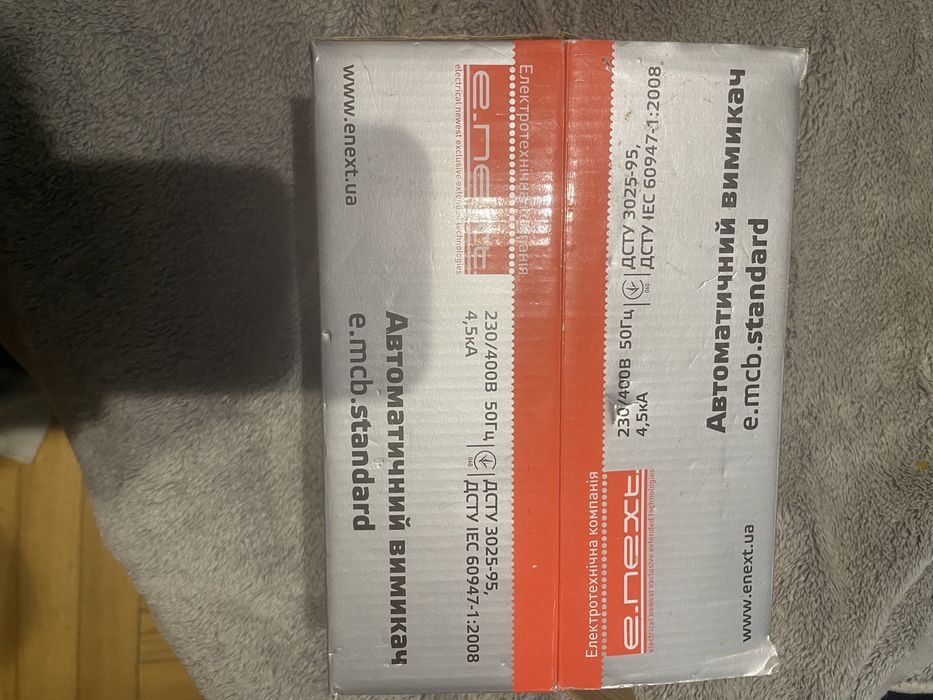 Електротехнічна компанія
e.next
electrical newest exclusive extended technologies
230/400В 50Гц
4,5кА
060
ДСТУ 3025-95,
ДСТУ IEC 60947-1:2008
Автоматичний вимикач
e.mcb.standard
www.enext.ua
Електротехнічна компанія
e.next
electrical newest exclusive extended technologies
230/400В 50Гц
4,5кА
060
ДСТУ 3025-95,
ДСТУ IEC 60947-1:2008
Автоматичний вимикач
e.mcb.standard
www.enext.ua